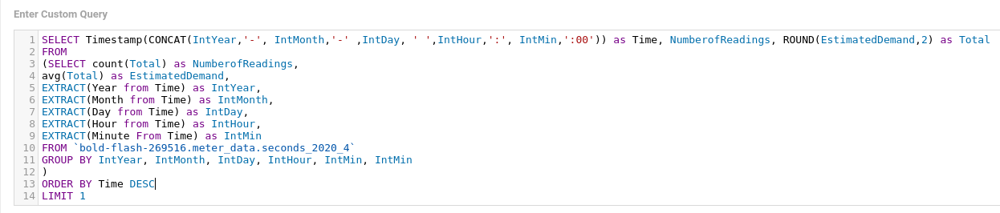 Enter Custom Query
1 SELECT Timestamp(CONCAT(IntYear,'-', IntMonth,'-' ,IntDay, ' ',IntHour,':', IntMin,':00')) as Time, NumberofReadings, ROUND(EstimatedDemand,2) as Total
2 FROM
3 (SELECT count(Total) as NumberofReadings,
4 avg(Total) as EstimatedDemand,
5 EXTRACT(Year from Time) as IntYear,
6 EXTRACT(Month from Time) as IntMonth,
7 EXTRACT(Day from Time) as IntDay,
8 EXTRACT(Hour from Time) as IntHour,
9 EXTRACT(Minute From Time) as IntMin
10 FROM `bold-flash-269516.meter_data.seconds_2020_4`
11 GROUP BY IntYear, IntMonth, IntDay, IntHour, IntMin, IntMin
12 )
13 ORDER BY Time DESC
14 LIMIT 1